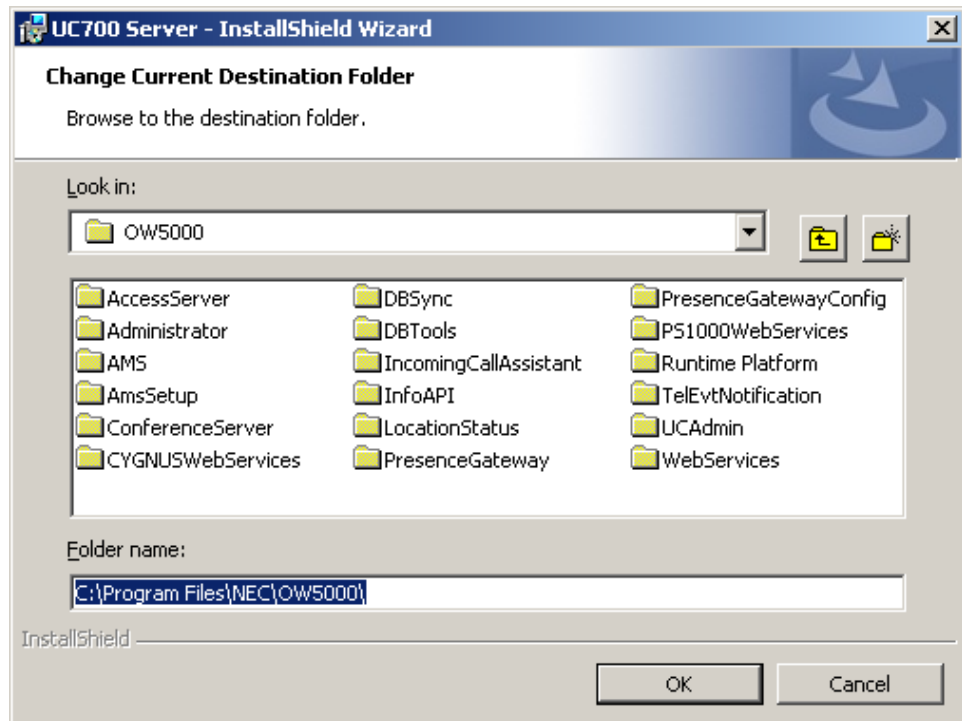 UC700 Server - InstallShield Wizard
Change Current Destination Folder
Browse to the destination folder.
Look in:
OW5000
AccessServer DBSync PresenceGatewayConfig
Administrator DBTools PS1000WebServices
AMS IncomingCallAssistant Runtime Platform
AmsSetup InfoAPI TelEvtNotification
ConferenceServer LocationStatus UCAdmin
CYGNUSWebServices PresenceGateway WebServices
Folder name:
C:\Program Files\NEC\OW5000\
InstallShield
OK Cancel